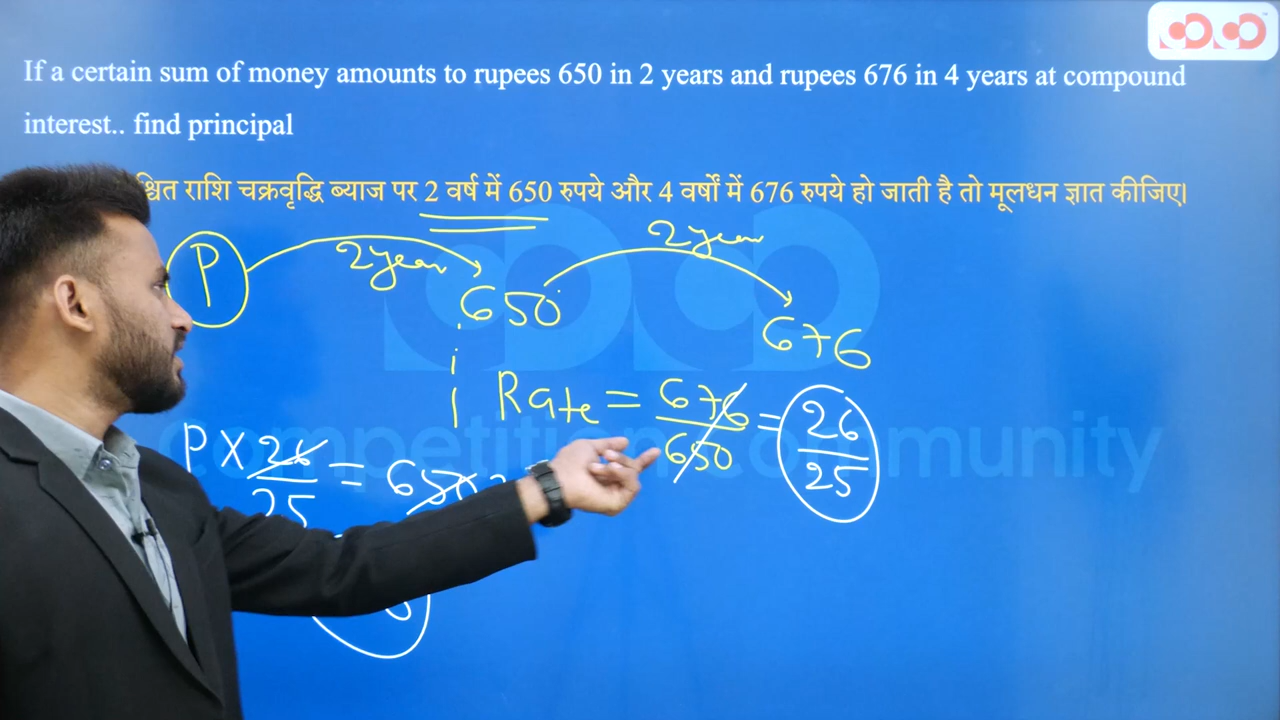 If a certain sum of money amounts to rupees 650 in 2 years and rupees 676 in 4 years at compound
interest.. find principal
राशि चक्रवृद्धि ब्याज पर 2 वर्ष में 650 रुपये और 4 वर्षों में 676 रुपये हो जाती है तो मूलधन ज्ञात कीजिए।
P 2 year 650 2 year 676
Rate = 676/650 = 26/25
P × 26/25 = 650
competition community